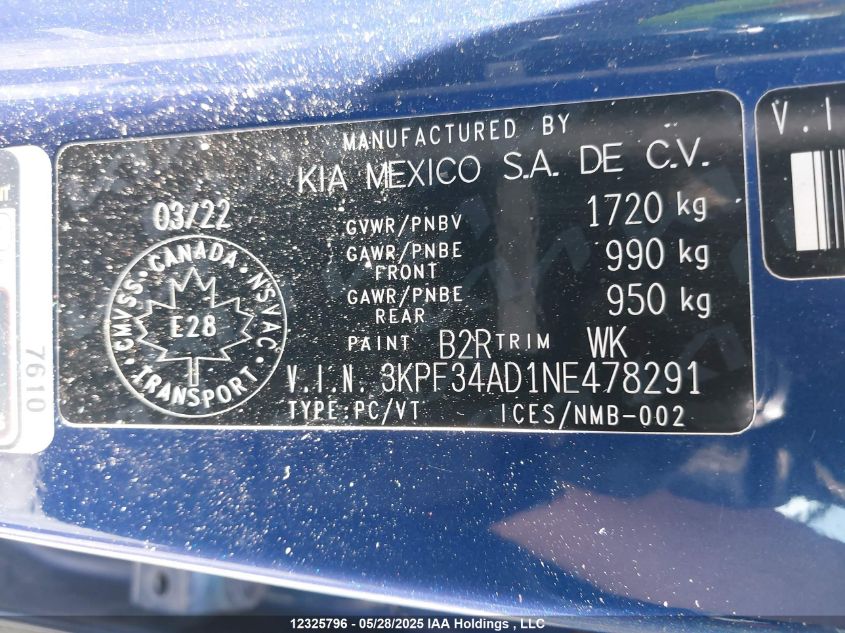 MANUFACTURED BY
KIA MEXICO S.A. DE C.V.
03/22
GVWR/PNBV 1720 kg
GAWR/PNBE FRONT 990 kg
GAWR/PNBE REAR 950 kg
PAINT B2R TRIM WK
V.I.N. 3KPF34AD1NE478291
TYPE:PC/VT ICES/NMB-002
CMVSS·CANADA·NSVAC·TRANSPORT·
E28
7610
V.I
12325796 - 05/28/2025 IAA Holdings, LLC